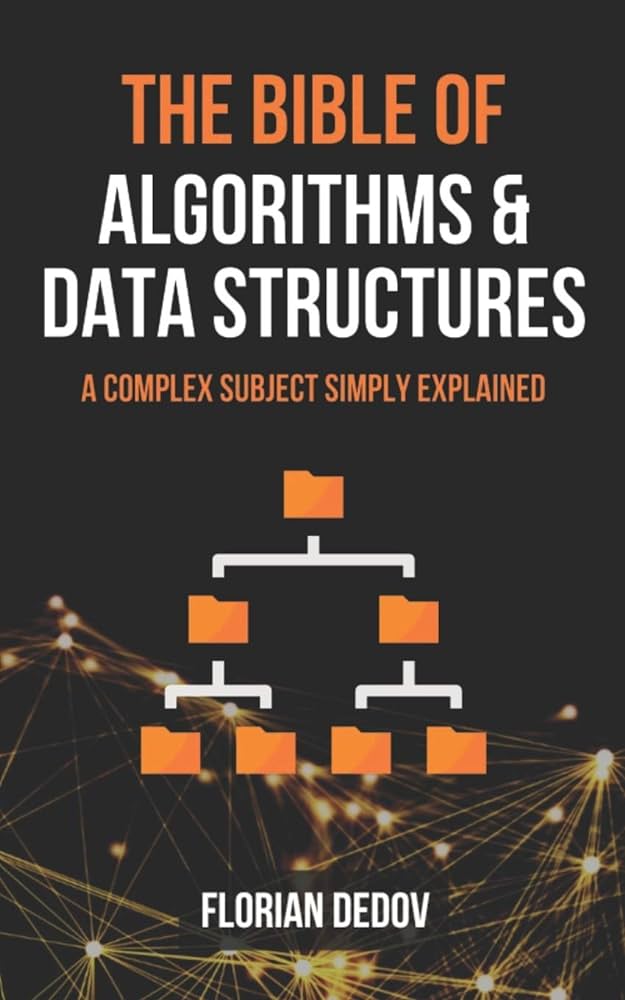 THE BIBLE OF
ALGORITHMS &
DATA STRUCTURES
A COMPLEX SUBJECT SIMPLY EXPLAINED
FLORIAN DEDOV